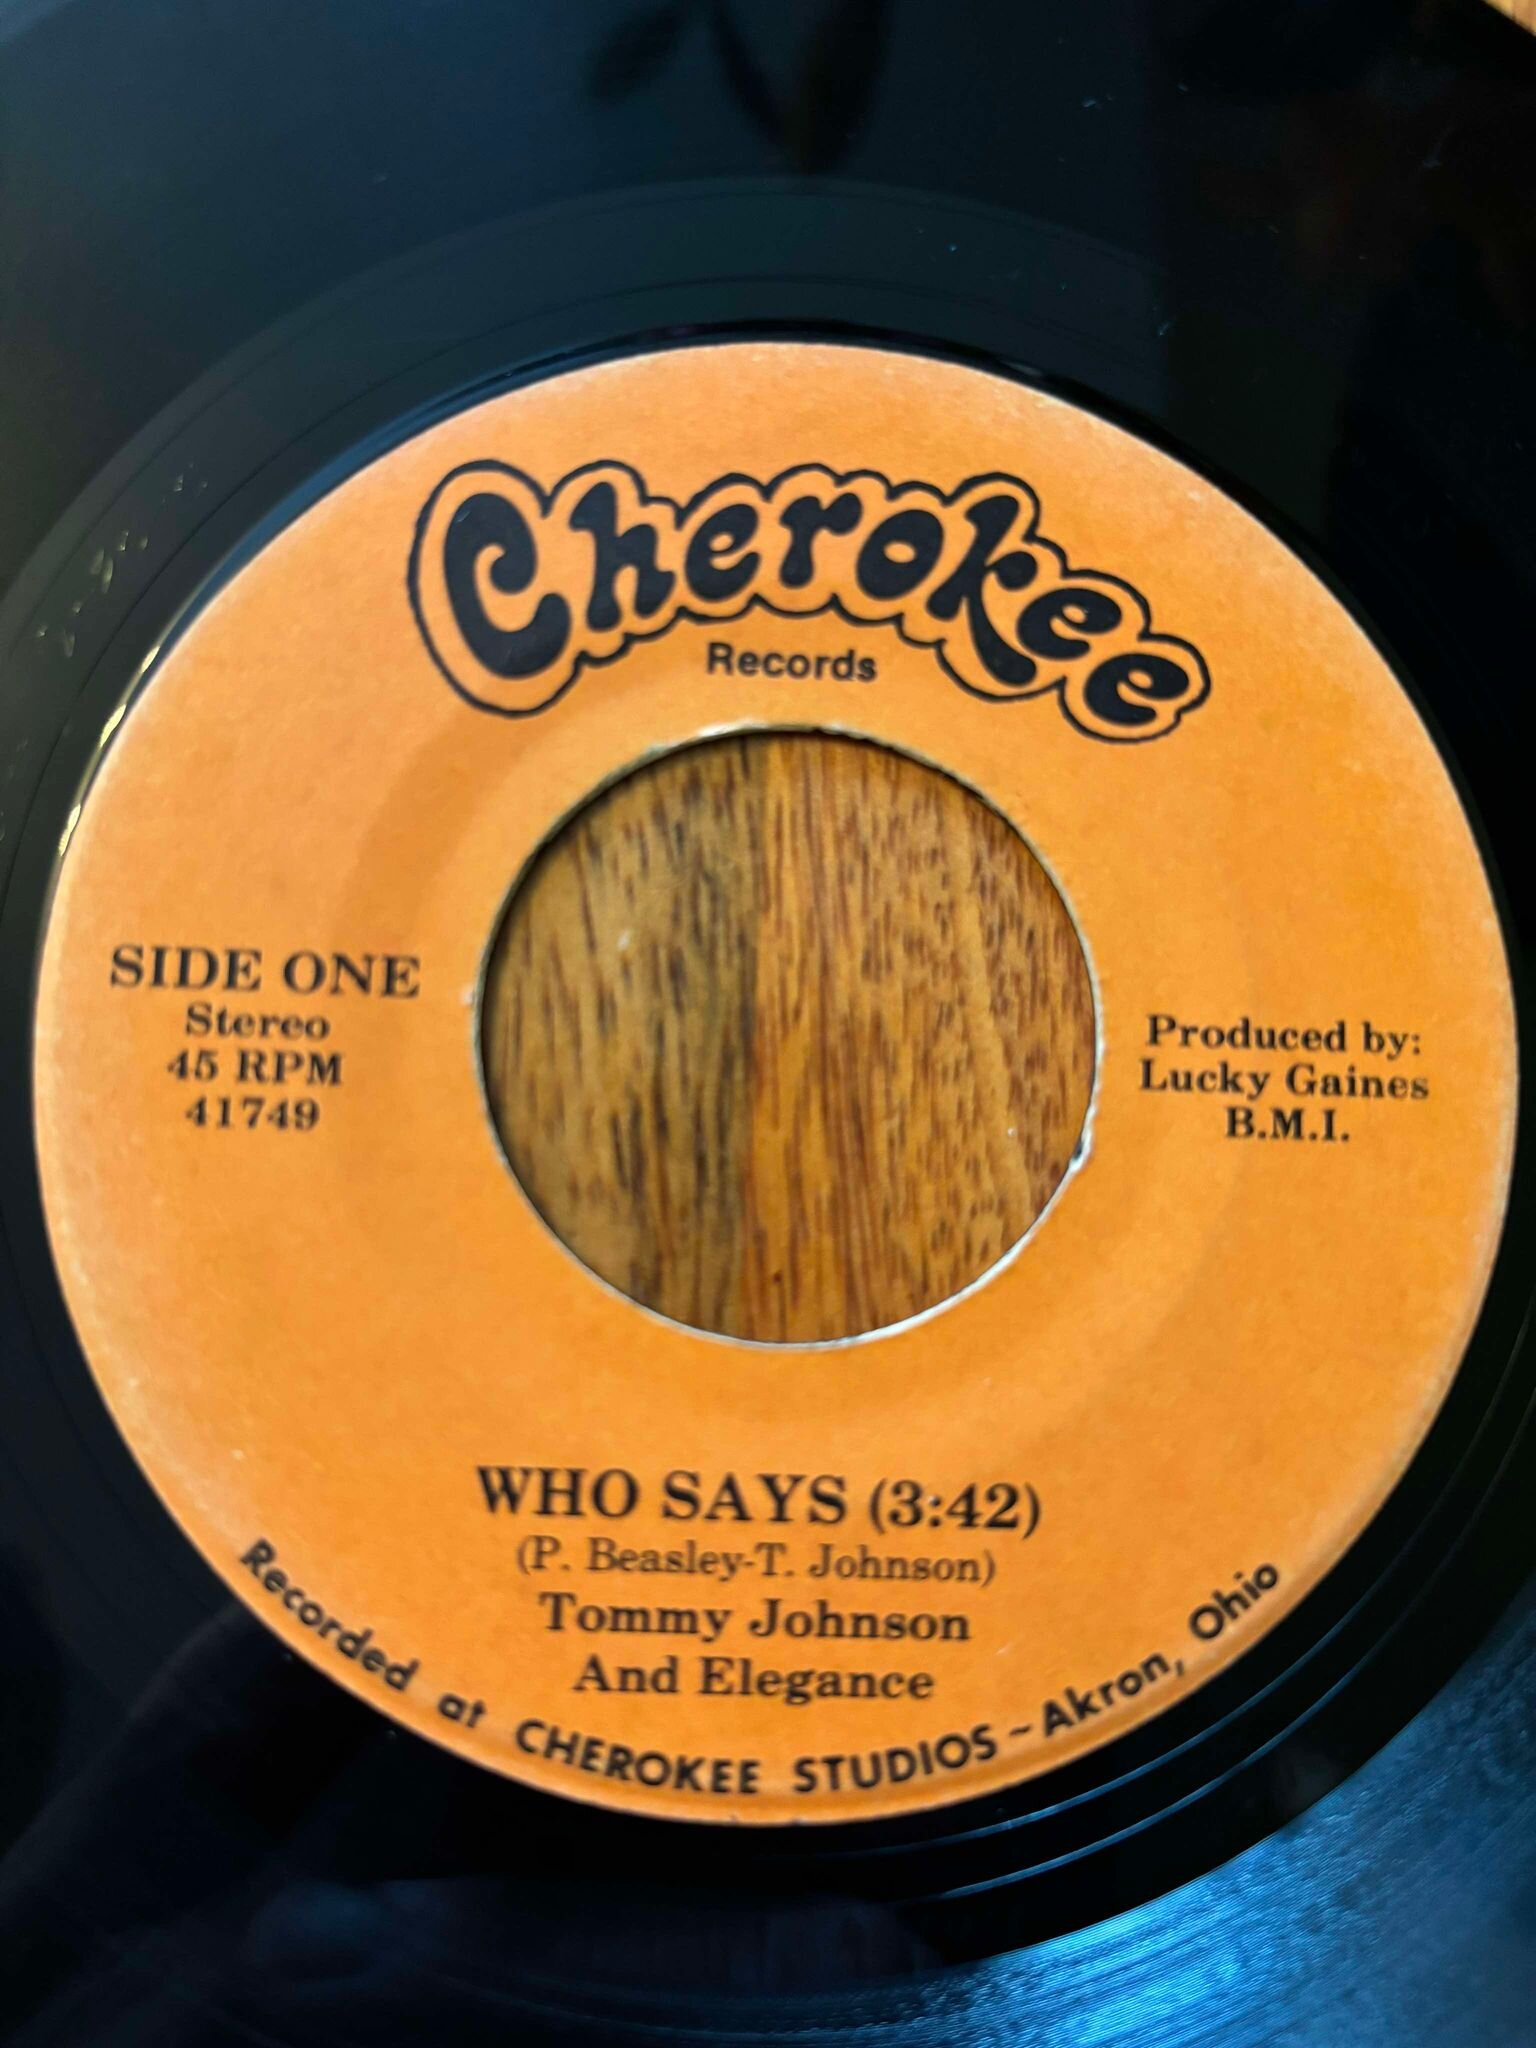 Cherokee
Records
SIDE ONE
Stereo
45 RPM
41749
Produced by:
Lucky Gaines
B.M.I.
WHO SAYS (3:42)
(P. Beasley-T. Johnson)
Tommy Johnson
And Elegance
Recorded at CHEROKEE STUDIOS ~ Akron, Ohio